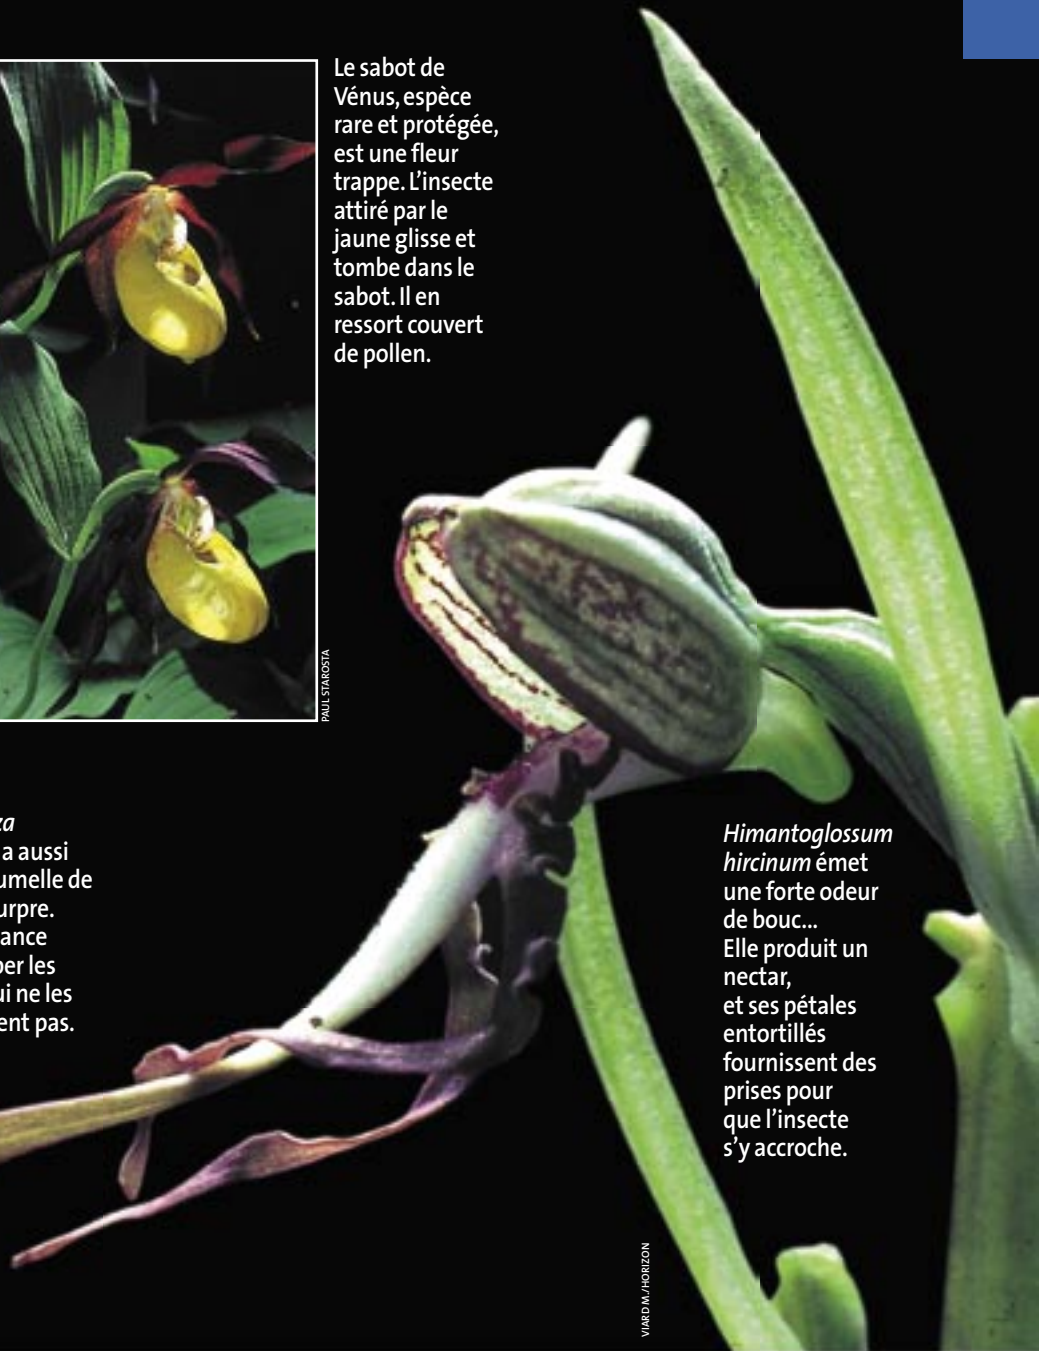 Le sabot de
Vénus, espèce
rare et protégée,
est une fleur
trappe. L'insecte
attiré par le
jaune glisse et
tombe dans le
sabot. Il en
ressort couvert
de pollen.
PAUL STAROSTA
za
a aussi
umelle de
urpre.
ance
per les
ui ne les
ent pas.
Himantoglossum
hircinum émet
une forte odeur
de bouc...
Elle produit un
nectar,
et ses pétales
entortillés
fournissent des
prises pour
que l'insecte
s'y accroche.
VIARD M./HORIZON